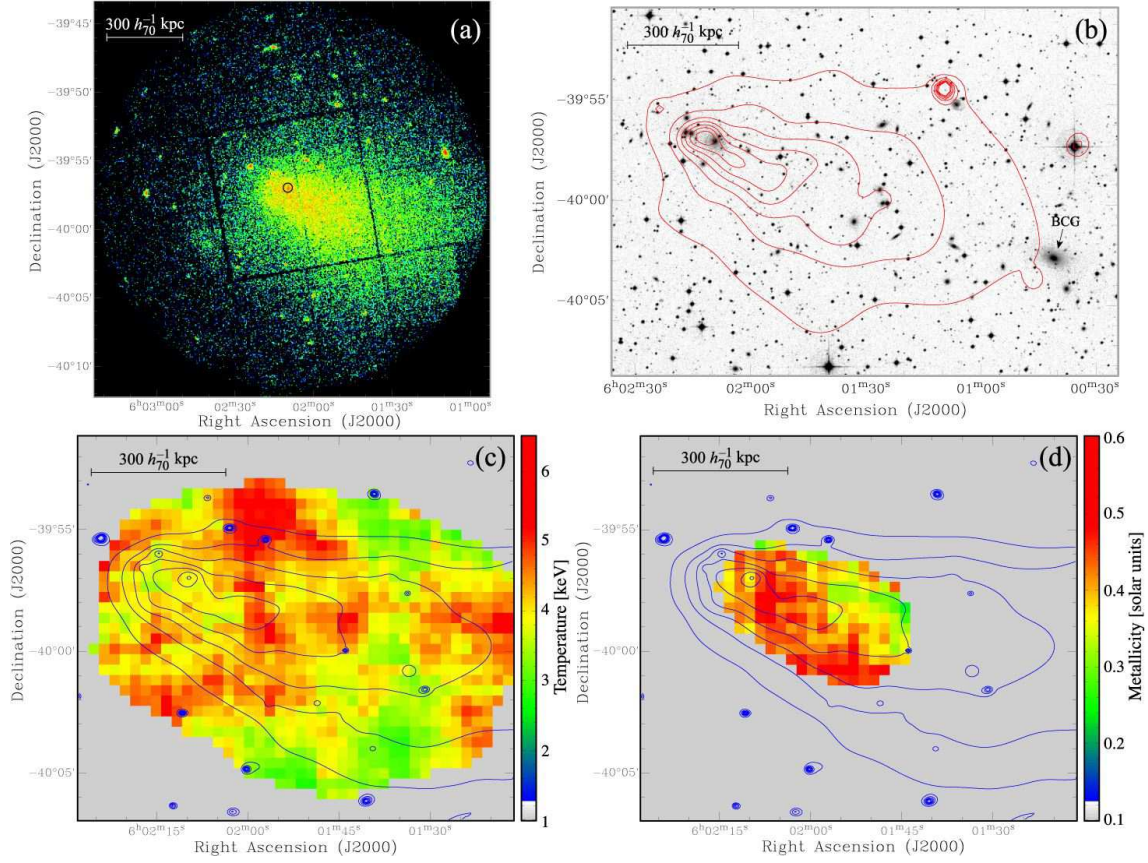 300 h₇₀⁻¹ kpc
(a)
−39°45'
−39°50'
−39°55'
−40°00'
−40°05'
−40°10'
Declination (J2000)
6ʰ03ᵐ00ˢ 02ᵐ30ˢ 02ᵐ00ˢ 01ᵐ30ˢ 01ᵐ00ˢ
Right Ascension (J2000)
300 h₇₀⁻¹ kpc
(b)
−39°55'
−40°00'
−40°05'
BCG
Declination (J2000)
6ʰ02ᵐ30ˢ 02ᵐ00ˢ 01ᵐ30ˢ 01ᵐ00ˢ 00ᵐ30ˢ
Right Ascension (J2000)
300 h₇₀⁻¹ kpc
(c)
−39°55'
−40°00'
−40°05'
Declination (J2000)
6ʰ02ᵐ15ˢ 02ᵐ00ˢ 01ᵐ45ˢ 01ᵐ30ˢ
Right Ascension (J2000)
6
5
4
3
2
1
Temperature [keV]
300 h₇₀⁻¹ kpc
(d)
−39°55'
−40°00'
−40°05'
Declination (J2000)
6ʰ02ᵐ15ˢ 02ᵐ00ˢ 01ᵐ45ˢ 01ᵐ30ˢ
Right Ascension (J2000)
0.6
0.5
0.4
0.3
0.2
0.1
Metallicity [solar units]